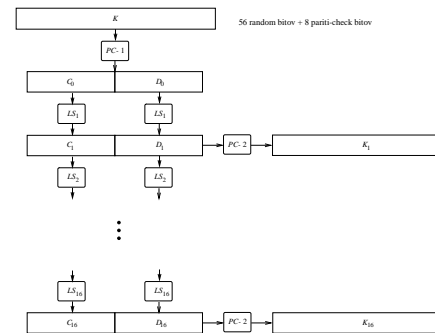 K
56 random bitov + 8 pariti-check bitov
PC- 1
C0 D0
LS1 LS1
C1 D1 PC- 2 K1
LS2 LS2
LS16 LS16
C16 D16 PC- 2 K16